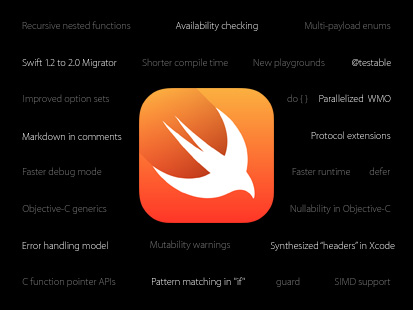 Recursive nested functions Availability checking Multi-payload enums
Swift 1.2 to 2.0 Migrator Shorter compile time New playgrounds @testable
Improved option sets do { } Parallelized WMO
Markdown in comments Protocol extensions
Faster debug mode Faster runtime defer
Objective-C generics Nullability in Objective-C
Error handling model Mutability warnings Synthesized "headers" in Xcode
C function pointer APIs Pattern matching in "if" guard SIMD support